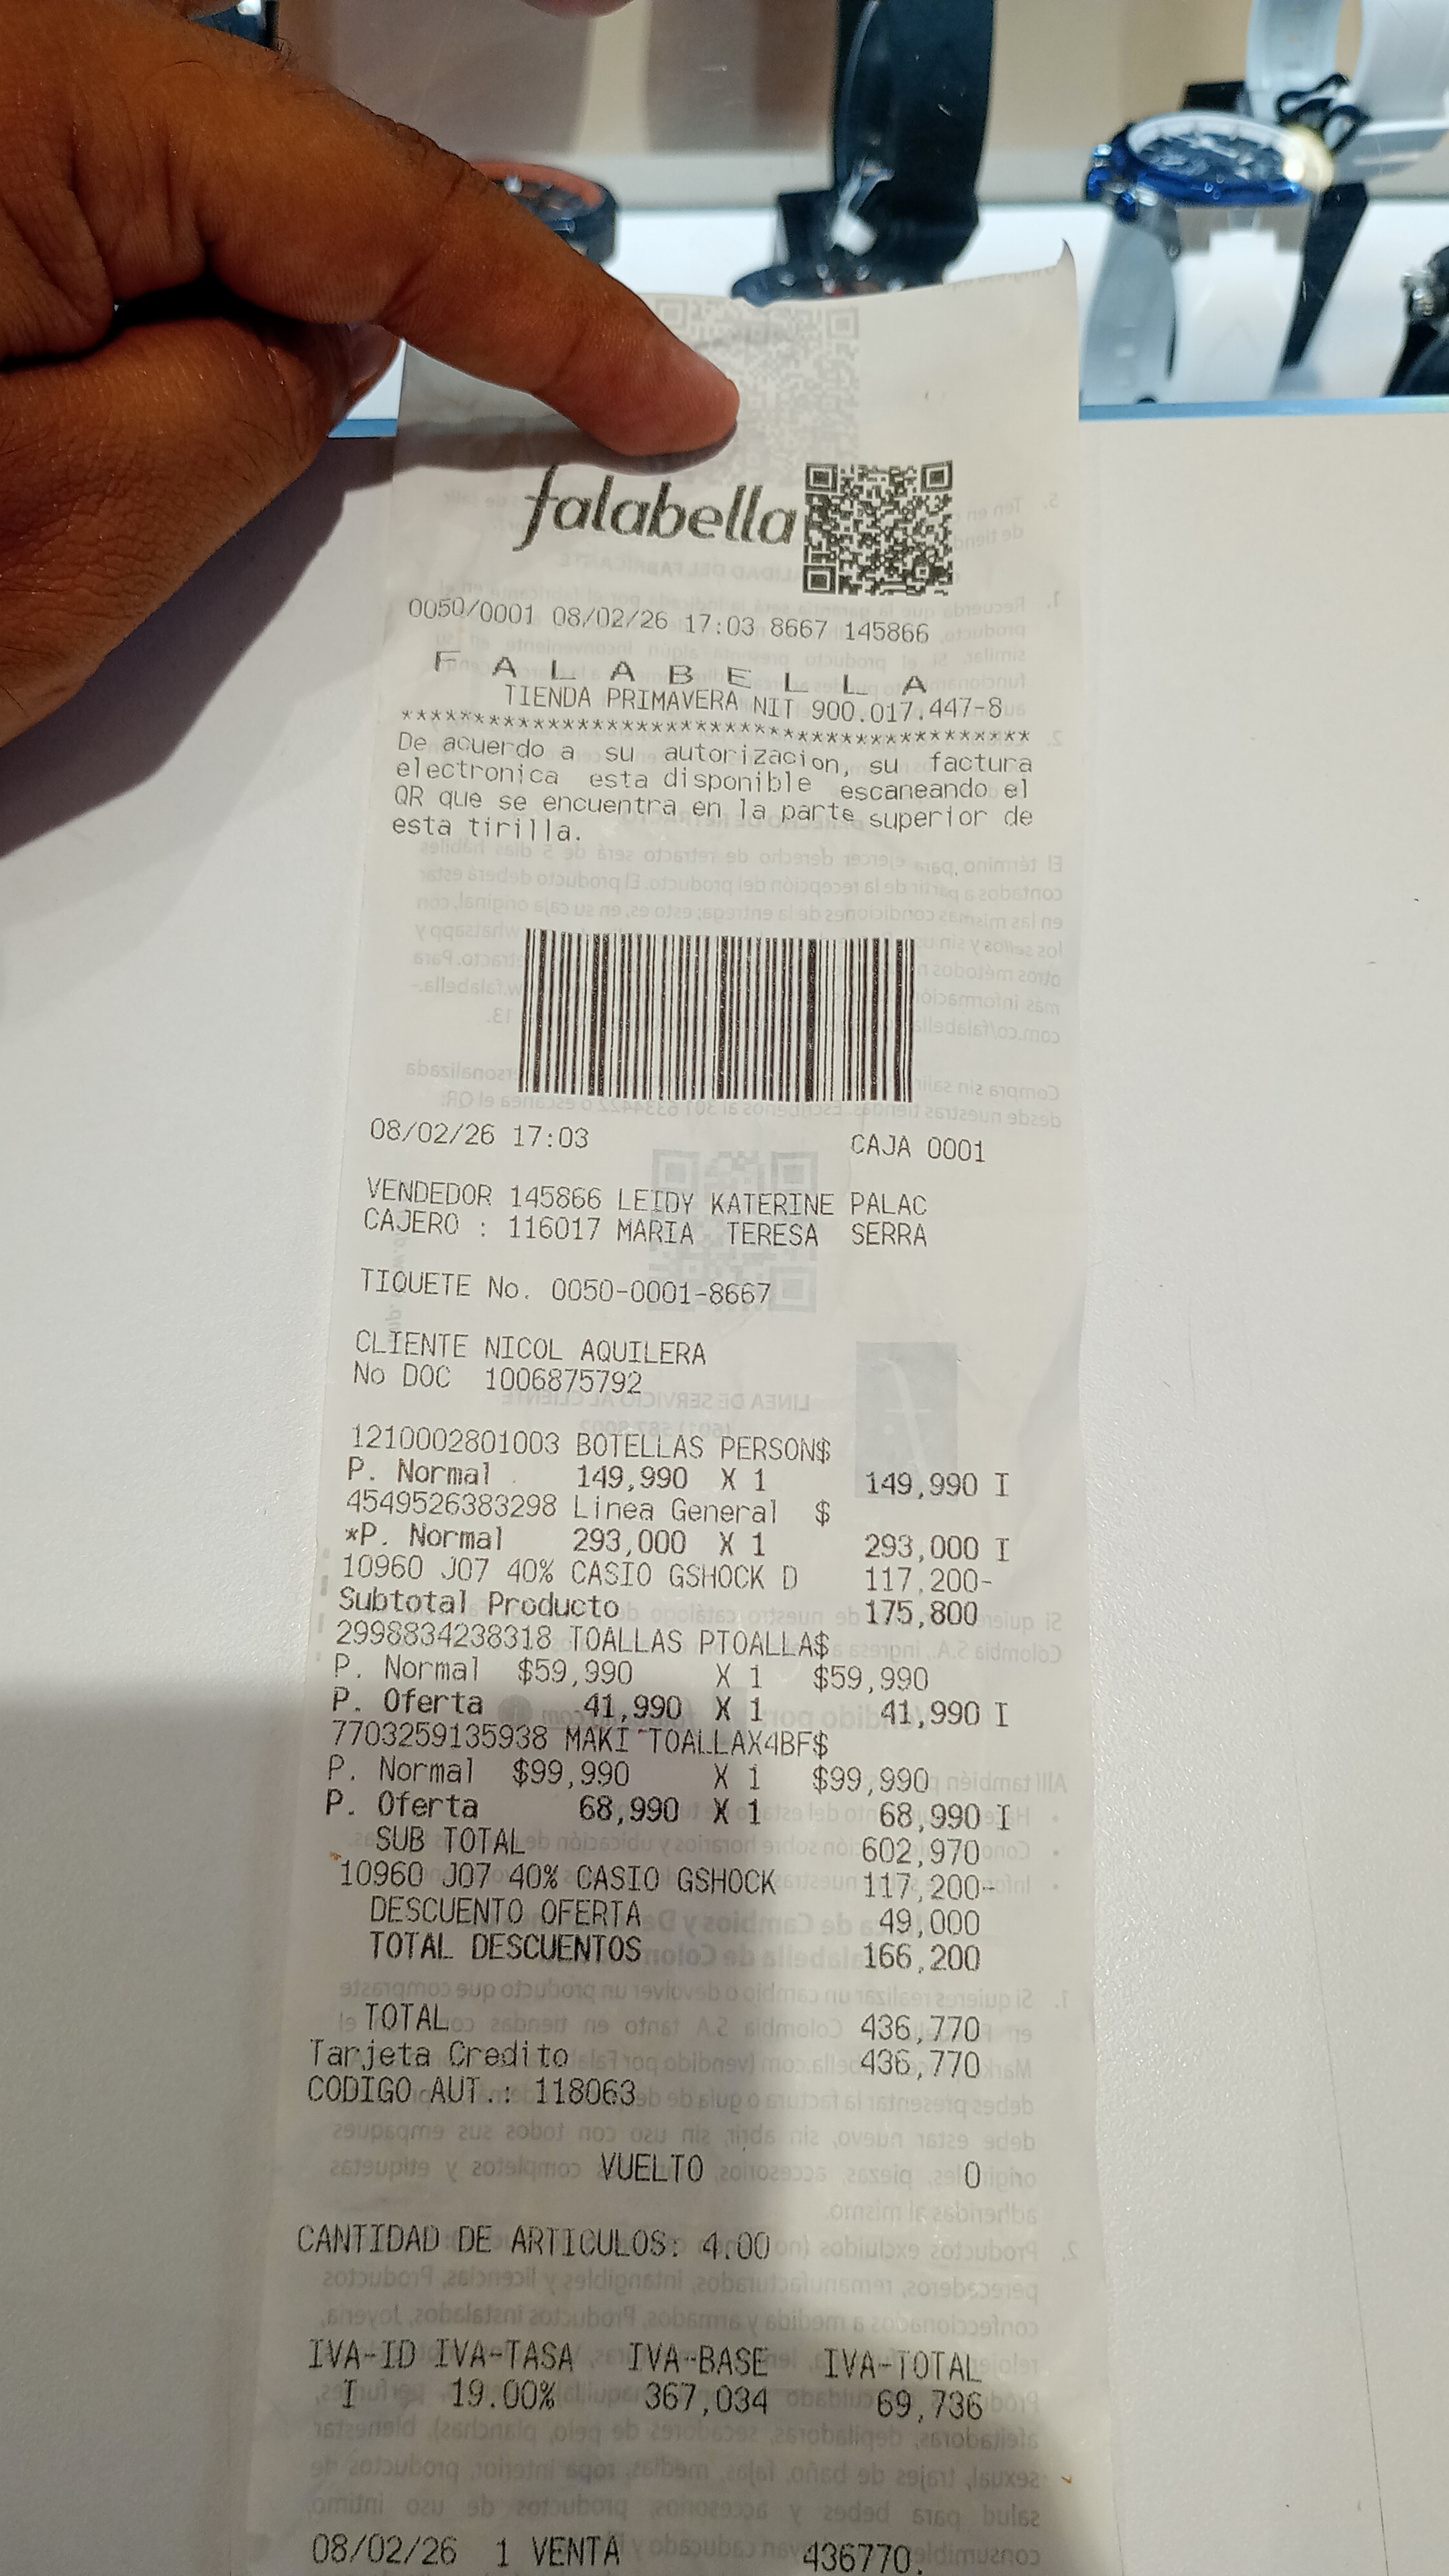 falabella
0050/0001 08/02/26 17:03 8667 145866
F A L A B E L L A
TIENDA PRIMAVERA NIT 900.017.447-8
********************************************
De acuerdo a su autorizacion, su factura
electronica esta disponible escaneando el
QR que se encuentra en la parte superior de
esta tirilla.
08/02/26 17:03 CAJA 0001
VENDEDOR 145866 LEIDY KATERINE PALAC
CAJERO : 116017 MARIA TERESA SERRA
TIQUETE No. 0050-0001-8667
CLIENTE NICOL AQUILERA
No DOC 1006875792
1210002801003 BOTELLAS PERSON$
P. Normal 149,990 X 1 149,990 I
4549526383298 Linea General $
*P. Normal 293,000 X 1 293,000 I
10960 J07 40% CASIO GSHOCK D 117,200-
Subtotal Producto 175,800
2998834238318 TOALLAS PTOALLA$
P. Normal $59,990 X 1 $59,990
P. Oferta 41,990 X 1 41,990 I
7703259135938 MAKI TOALLAX4BF$
P. Normal $99,990 X 1 $99,990
P. Oferta 68,990 X 1 68,990 I
SUB TOTAL 602,970
10960 J07 40% CASIO GSHOCK 117,200-
DESCUENTO OFERTA 49,000
TOTAL DESCUENTOS 166,200
TOTAL 436,770
Tarjeta Credito 436,770
CODIGO AUT.: 118063
VUELTO 0
CANTIDAD DE ARTICULOS: 4.00
IVA-ID IVA-TASA IVA-BASE IVA-TOTAL
I 19.00% 367,034 69,736
08/02/26 1 VENTA 436770.